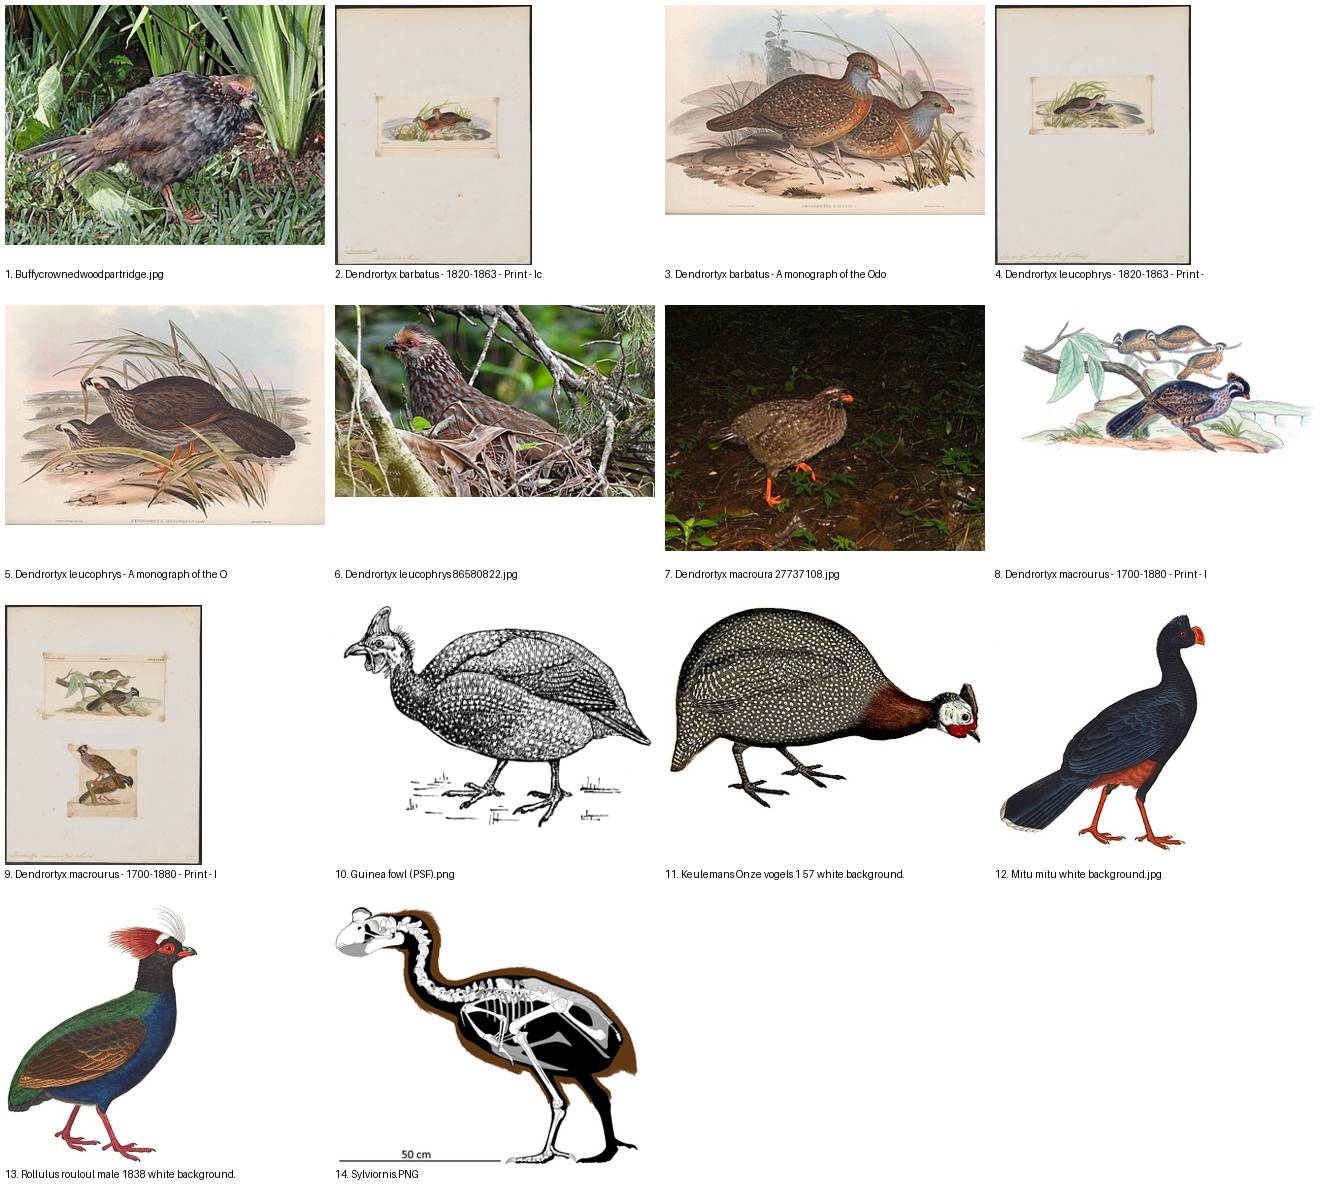 1. Buffycrownedwoodpartridge.jpg
2. Dendrortyx barbatus - 1820-1863 - Print - Ic
3. Dendrortyx barbatus - A monograph of the Odo
4. Dendrortyx leucophrys - 1820-1863 - Print -
5. Dendrortyx leucophrys - A monograph of the O
6. Dendrortyx leucophrys 86580822.jpg
7. Dendrortyx macroura 27737108.jpg
8. Dendrortyx macrourus - 1700-1880 - Print - I
9. Dendrortyx macrourus - 1700-1880 - Print - I
10. Guinea fowl (PSF).png
11. Keulemans Onze vogels 1 57 white background.
12. Mitu mitu white background.jpg
50 cm
13. Rollulus rouloul male 1838 white background.
14. Sylviornis.PNG